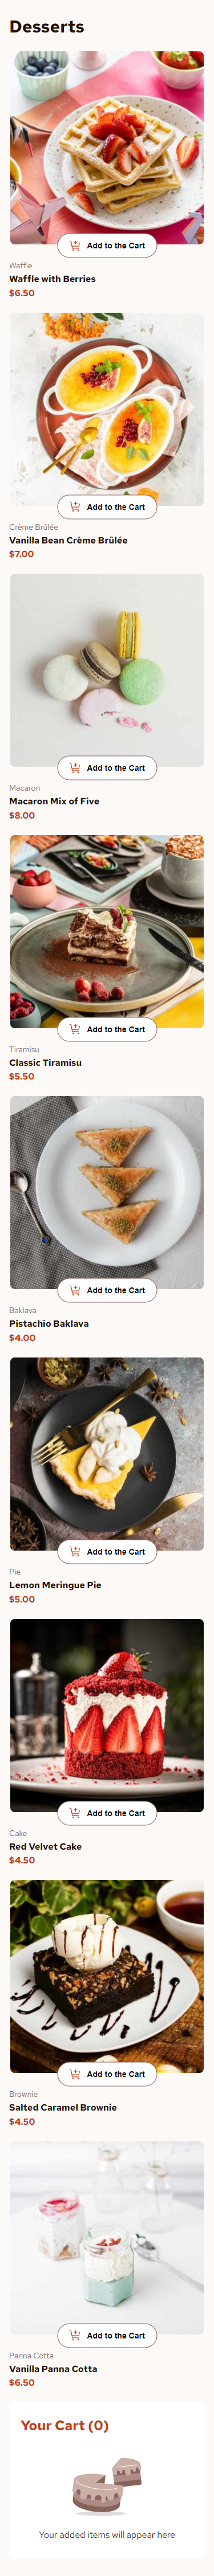 Desserts
Add to the Cart
Waffle
Waffle with Berries
$6.50
Add to the Cart
Crème Brûlée
Vanilla Bean Crème Brûlée
$7.00
Add to the Cart
Macaron
Macaron Mix of Five
$8.00
Add to the Cart
Tiramisu
Classic Tiramisu
$5.50
Add to the Cart
Baklava
Pistachio Baklava
$4.00
Add to the Cart
Pie
Lemon Meringue Pie
$5.00
Add to the Cart
Cake
Red Velvet Cake
$4.50
Add to the Cart
Brownie
Salted Caramel Brownie
$4.50
Add to the Cart
Panna Cotta
Vanilla Panna Cotta
$6.50
Your Cart (0)
Your added items will appear here